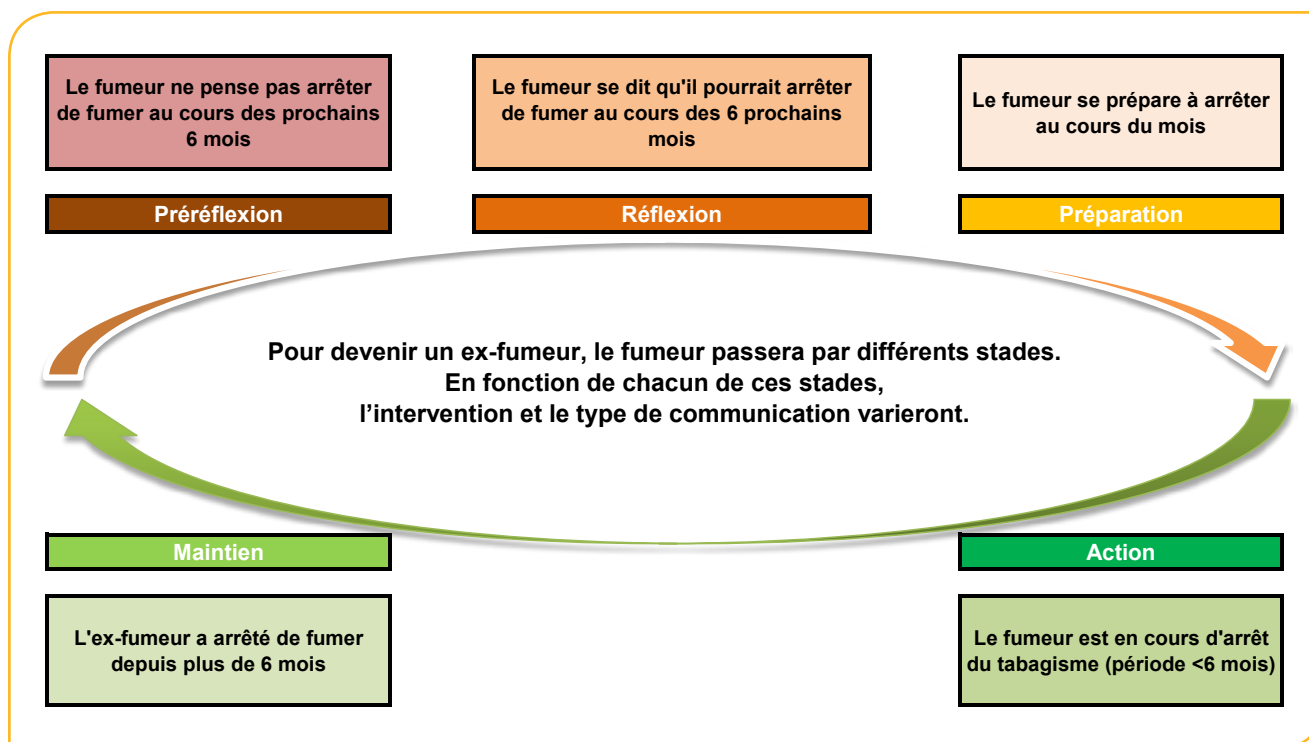 Le fumeur ne pense pas arrêter
de fumer au cours des prochains
6 mois
Le fumeur se dit qu'il pourrait arrêter
de fumer au cours des 6 prochains
mois
Le fumeur se prépare à arrêter
au cours du mois
Préréflexion
Réflexion
Préparation
Pour devenir un ex-fumeur, le fumeur passera par différents stades.
En fonction de chacun de ces stades,
l’intervention et le type de communication varieront.
Maintien
Action
L'ex-fumeur a arrêté de fumer
depuis plus de 6 mois
Le fumeur est en cours d'arrêt
du tabagisme (période <6 mois)